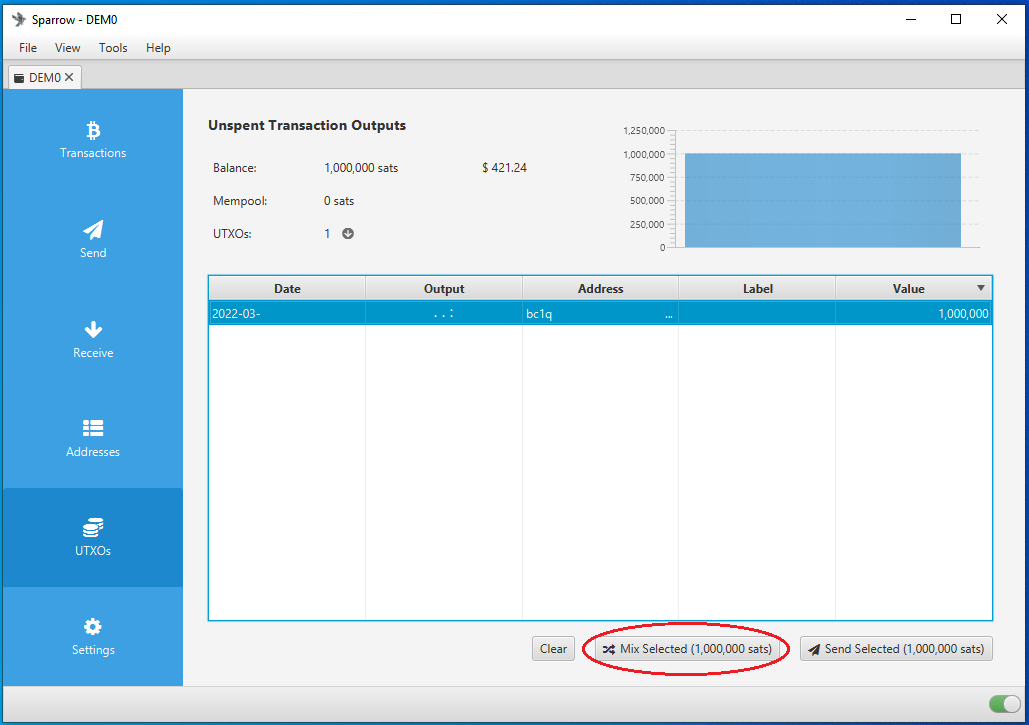 Sparrow - DEM0
File View Tools Help
DEM0
Transactions
Send
Receive
Addresses
UTXOs
Settings
Unspent Transaction Outputs
Balance: 1,000,000 sats $ 421.24
Mempool: 0 sats
UTXOs: 1
1,250,000
1,000,000
750,000
500,000
250,000
0
Date Output Address Label Value
2022-03- . . : bc1q ... 1,000,000
Clear Mix Selected (1,000,000 sats) Send Selected (1,000,000 sats)